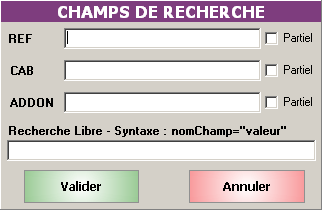 CHAMPS DE RECHERCHE
REF Partiel
CAB Partiel
ADDON Partiel
Recherche Libre - Syntaxe : nomChamp="valeur"
Valider Annuler